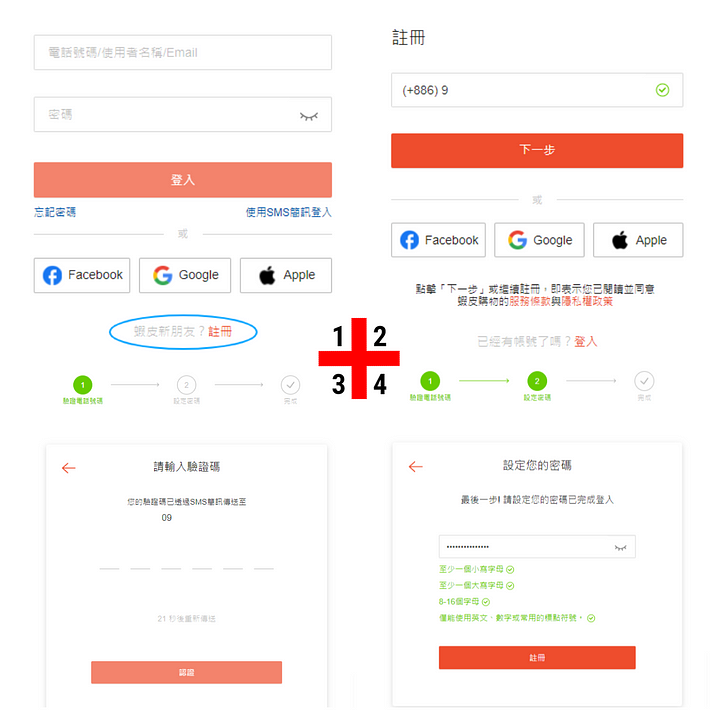 電話號碼/使用者名稱/Email
密碼
登入
忘記密碼 使用SMS簡訊登入
或
Facebook Google Apple
蝦皮新朋友？註冊
註冊
(+886) 9
下一步
或
Facebook Google Apple
點擊「下一步」或繼續註冊，即表示您已閱讀並同意
蝦皮購物的服務條款與隱私權政策
已經有帳號了嗎？登入
1 2
3 4
1 2
驗證電話號碼 設定密碼 完成
請輸入驗證碼
您的驗證碼已透過SMS簡訊傳送至
09
21 秒後重新傳送
認證
1 2
驗證電話號碼 設定密碼 完成
設定您的密碼
最後一步! 請設定您的密碼已完成登入
至少一個小寫字母
至少一個大寫字母
8-16個字母
僅能使用英文、數字或常用的標點符號。
註冊